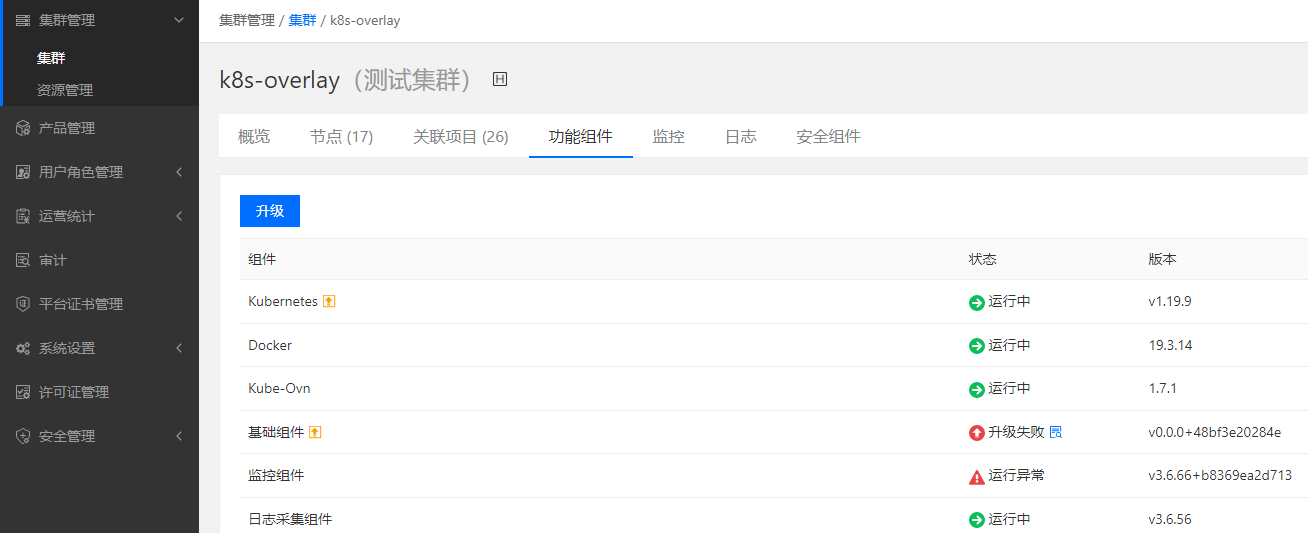 集群管理
集群
资源管理
产品管理
用户角色管理
运营统计
审计
平台证书管理
系统设置
许可证管理
安全管理
集群管理 / 集群 / k8s-overlay
k8s-overlay（测试集群） H
概览 节点 (17) 关联项目 (26) 功能组件 监控 日志 安全组件
升级
组件 状态 版本
Kubernetes 运行中 v1.19.9
Docker 运行中 19.3.14
Kube-Ovn 运行中 1.7.1
基础组件 升级失败 v0.0.0+48bf3e20284e
监控组件 运行异常 v3.6.66+b8369ea2d713
日志采集组件 运行中 v3.6.56